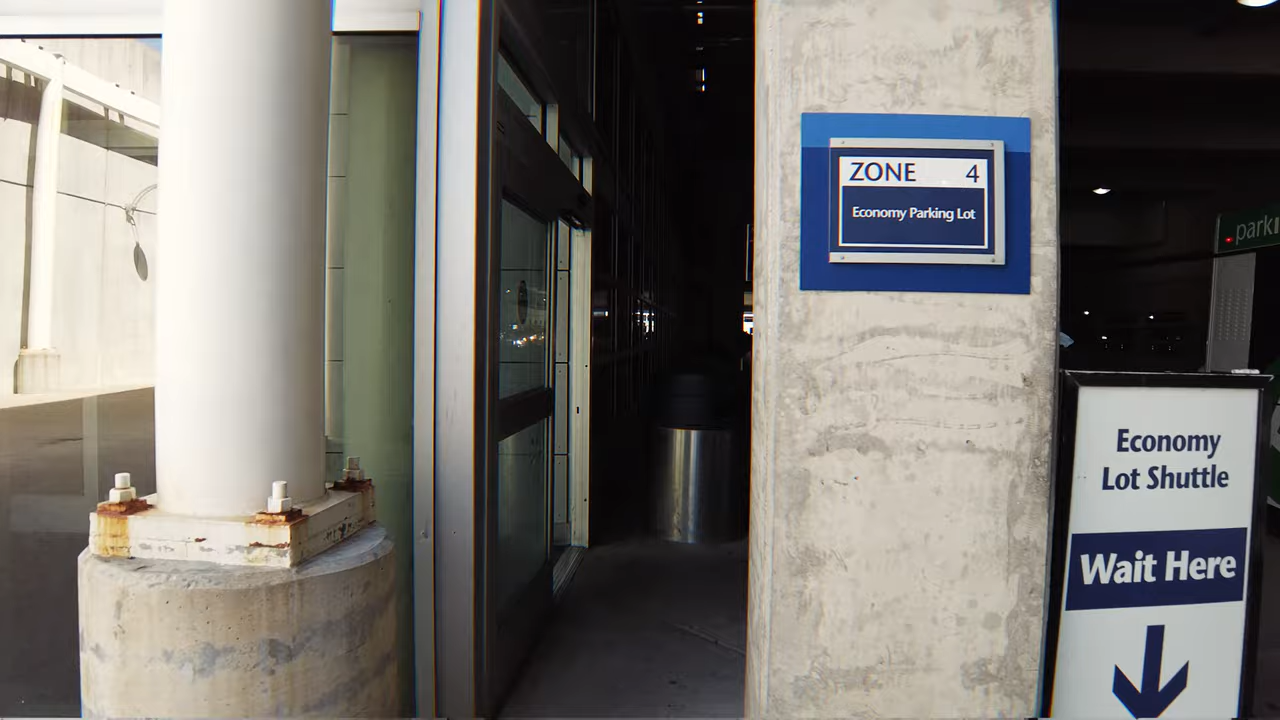 ZONE 4
Economy Parking Lot
Economy
Lot Shuttle
Wait Here